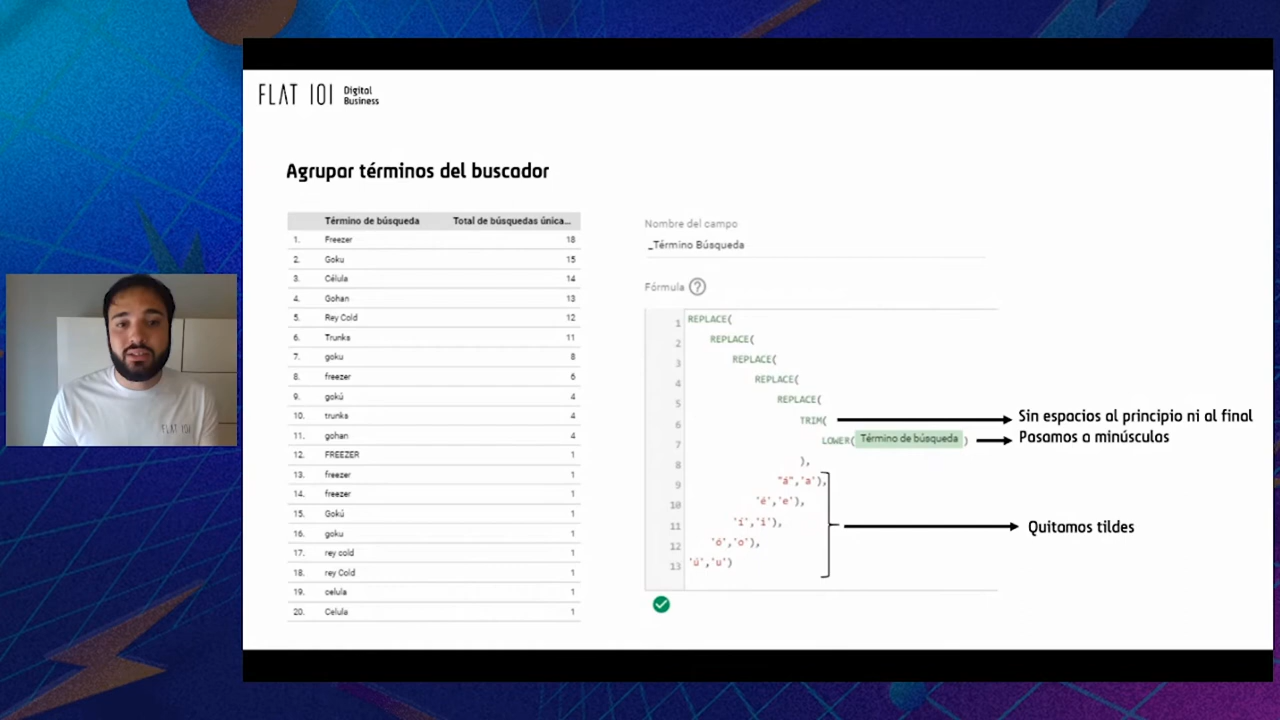 FLAT 101 Digital
Business
Agrupar términos del buscador
Término de búsqueda Total de búsquedas única...
1. Freezer 18
2. Goku 15
3. Célula 14
4. Gohan 13
5. Rey Cold 12
6. Trunks 11
7. goku 8
8. freezer 6
9. gokú 4
10. trunks 4
11. gohan 4
12. FREEZER 1
13. freezer 1
14. freezer 1
15. Gokú 1
16. goku 1
17. rey cold 1
18. rey Cold 1
19. celula 1
20. Celula 1
Nombre del campo
_Término Búsqueda
Fórmula ?
1 REPLACE(
2 REPLACE(
3 REPLACE(
4 REPLACE(
5 REPLACE(
6 TRIM(
7 LOWER( Término de búsqueda )
8 ),
9 "á",'a'),
10 'é','e'),
11 'í','i'),
12 'ó','o'),
13 'ú','u')
Sin espacios al principio ni al final
Pasamos a minúsculas
Quitamos tildes
FLAT 101